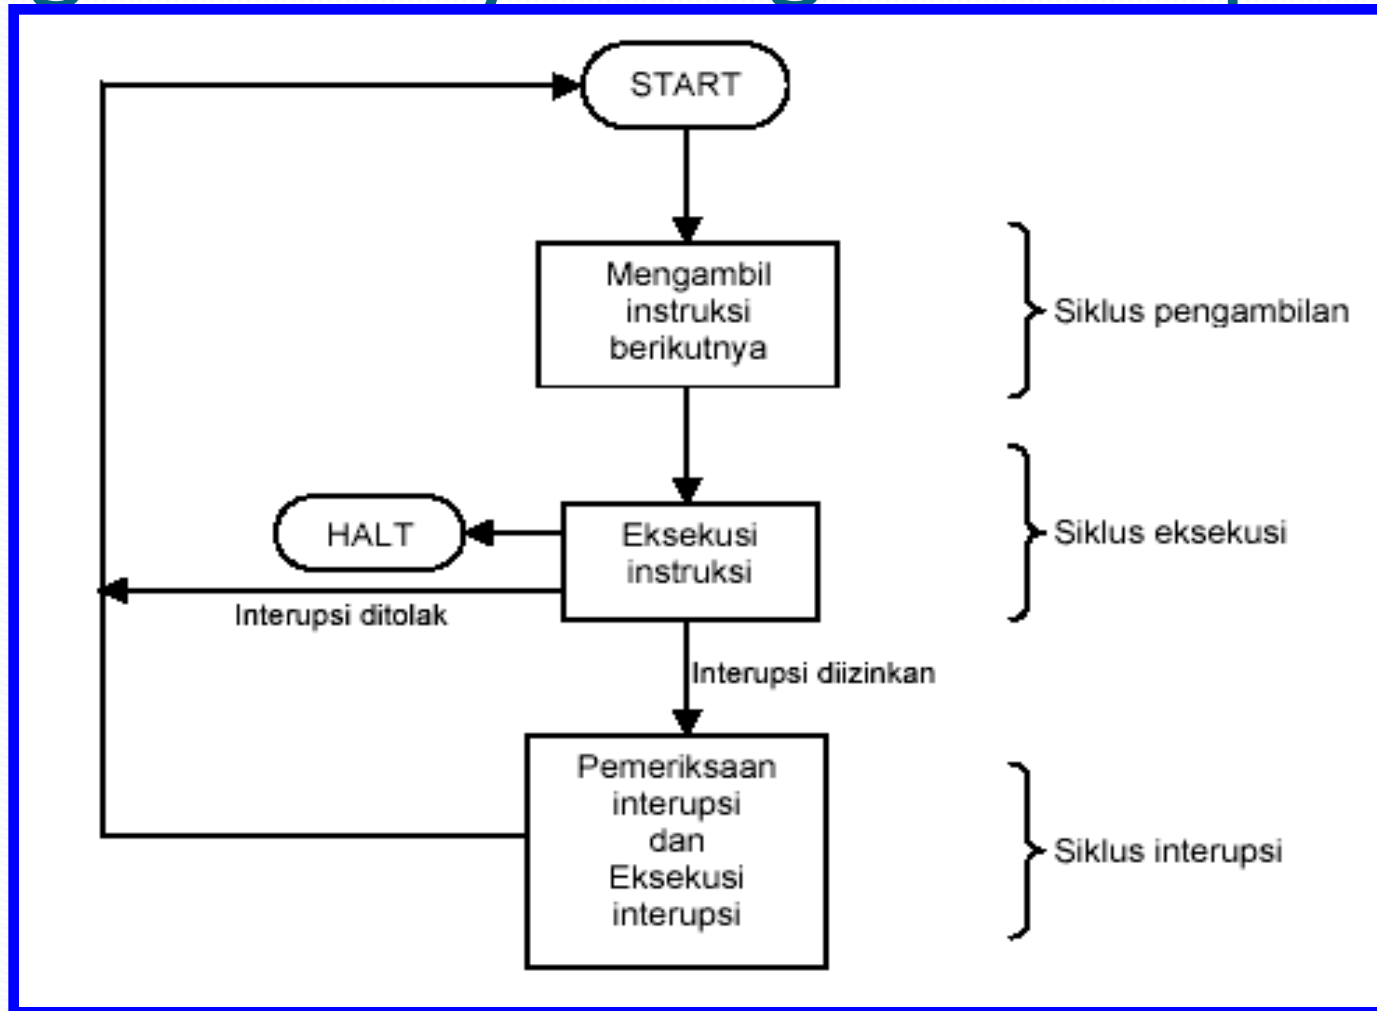 START
Mengambil
instruksi
berikutnya
Siklus pengambilan
HALT
Eksekusi
instruksi
Siklus eksekusi
Interupsi ditolak
Interupsi diizinkan
Pemeriksaan
interupsi
dan
Eksekusi
interupsi
Siklus interupsi